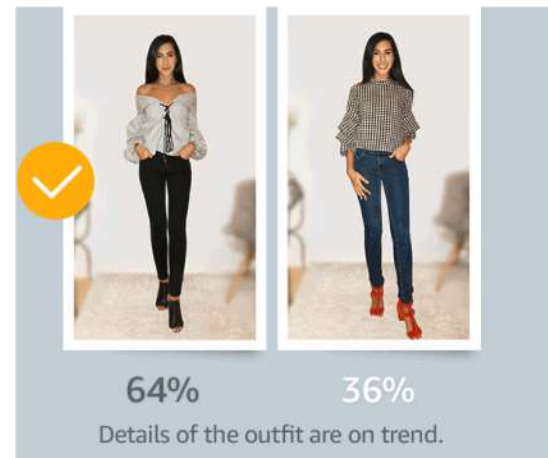 64% 36%
Details of the outfit are on trend.